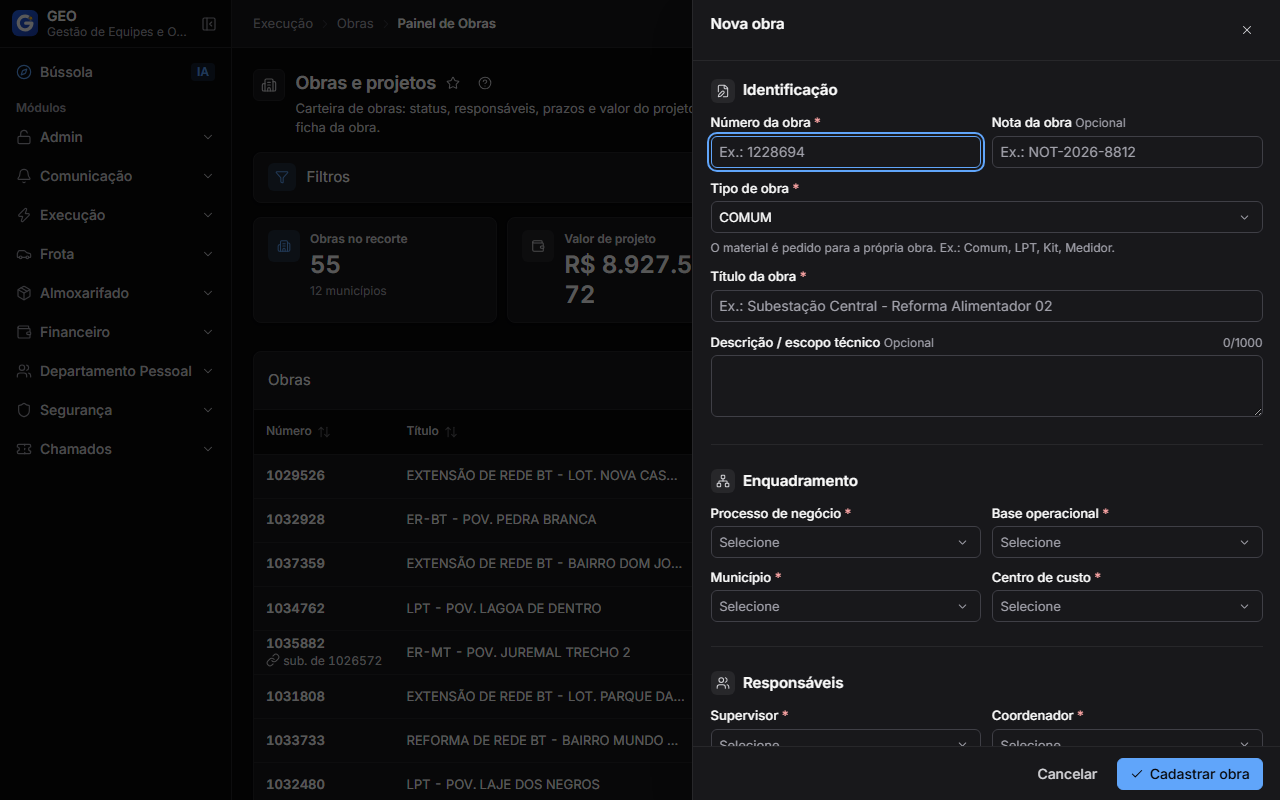 GEO
Gestão de Equipes e O...
Bússola
IA
Módulos
Admin
Comunicação
Execução
Frota
Almoxarifado
Financeiro
Departamento Pessoal
Segurança
Chamados
Execução
Obras
Painel de Obras
Obras e projetos
Carteira de obras: status, responsáveis, prazos e valor do projeto
ficha da obra.
Filtros
Obras no recorte
55
12 municípios
Valor de projeto
R$ 8.927.5
72
Obras
Número
Título
1029526
EXTENSÃO DE REDE BT - LOT. NOVA CAS...
1032928
ER-BT - POV. PEDRA BRANCA
1037359
EXTENSÃO DE REDE BT - BAIRRO DOM JO...
1034762
LPT - POV. LAGOA DE DENTRO
1035882
sub. de 1026572
ER-MT - POV. JUREMAL TRECHO 2
1031808
EXTENSÃO DE REDE BT - LOT. PARQUE DA...
1033733
REFORMA DE REDE BT - BAIRRO MUNDO ...
1032480
LPT - POV. LAJE DOS NEGROS
Nova obra
Identificação
Número da obra *
Ex.: 1228694
Nota da obra Opcional
Ex.: NOT-2026-8812
Tipo de obra *
COMUM
O material é pedido para a própria obra. Ex.: Comum, LPT, Kit, Medidor.
Título da obra *
Ex.: Subestação Central - Reforma Alimentador 02
Descrição / escopo técnico Opcional
0/1000
Enquadramento
Processo de negócio *
Selecione
Base operacional *
Selecione
Município *
Selecione
Centro de custo *
Selecione
Responsáveis
Supervisor *
Selecione
Coordenador *
Selecione
Cancelar
Cadastrar obra